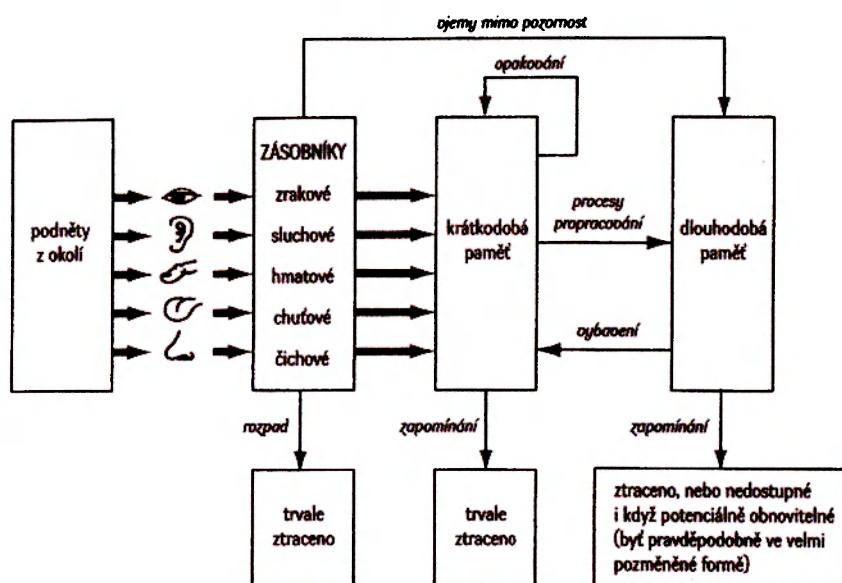 vjemy mimo pozornost
opakování
podněty
z okolí
ZÁSOBNÍKY
zrakové
sluchové
hmatové
chuťové
čichové
krátkodobá
paměť
procesy
propracování
dlouhodobá
paměť
vybavení
rozpad
zapomínání
zapomínání
trvale
ztraceno
trvale
ztraceno
ztraceno, nebo nedostupné
i když potenciálně obnovitelné
(byť pravděpodobně ve velmi
pozměněné formě)